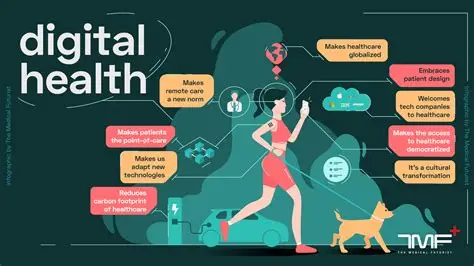 digital
health
Makes healthcare
globalized
Makes
remote care a
new norm
Embraces
patient design
Welcomes
tech companies
to healthcare
Makes patients
the point-of-care
Makes the access
to healthcare
democratized
Makes us
adapt new
technologies
It's a cultural
transformation
Reduces
carbon footprint
of healthcare
Infographic by The Medical Futurist
Infographic by The Medical Futurist
IBM
TMF
THE MEDICAL FUTURIST